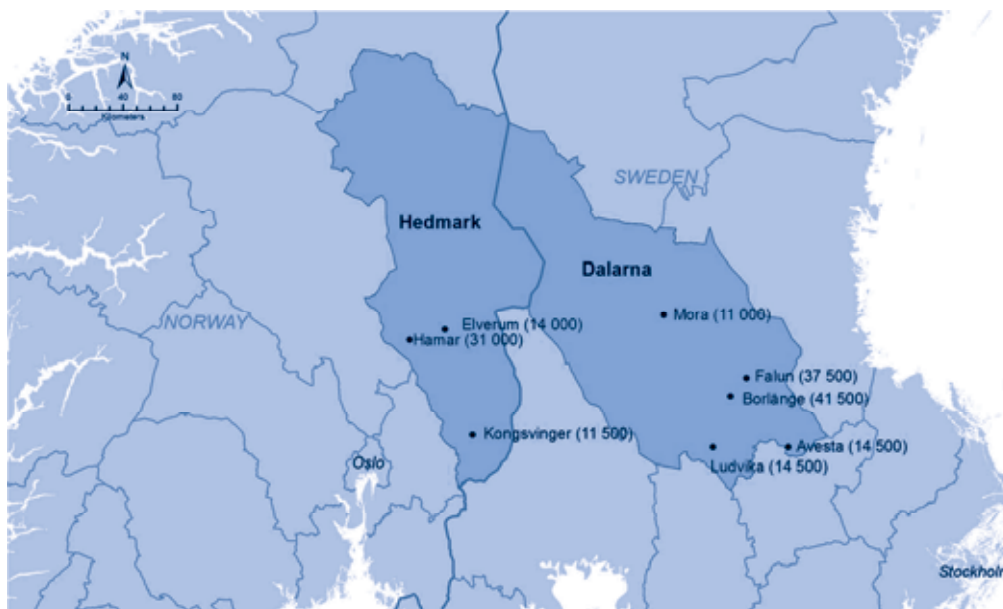 N
0 40 80
Kilometers
SWEDEN
Hedmark
Dalarna
Mora (11 000)
NORWAY
Elverum (14 000)
Hamar (31 000)
Falun (37 500)
Borlänge (41 500)
Kongsvinger (11 500)
Avesta (14 500)
Oslo
Ludvika (14 500)
Stockholm